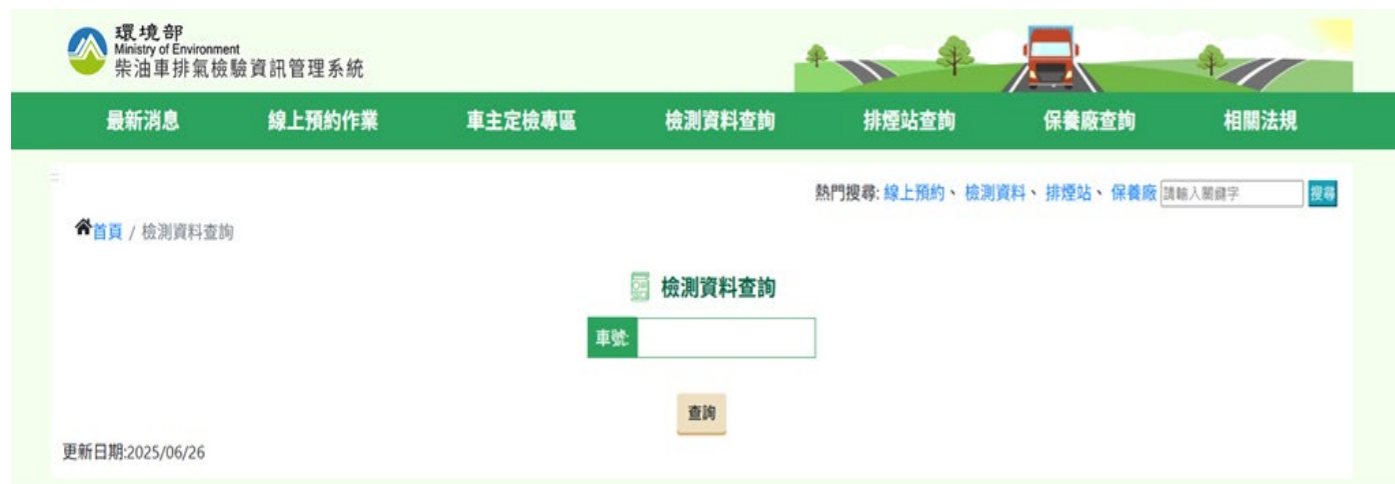 環境部
Ministry of Environment
柴油車排氣檢驗資訊管理系統
最新消息 線上預約作業 車主定檢專區 檢測資料查詢 排煙站查詢 保養廠查詢 相關法規
:::
熱門搜尋: 線上預約、 檢測資料、 排煙站、 保養廠 請輸入關鍵字 搜尋
首頁 / 檢測資料查詢
檢測資料查詢
車號:
查詢
更新日期:2025/06/26